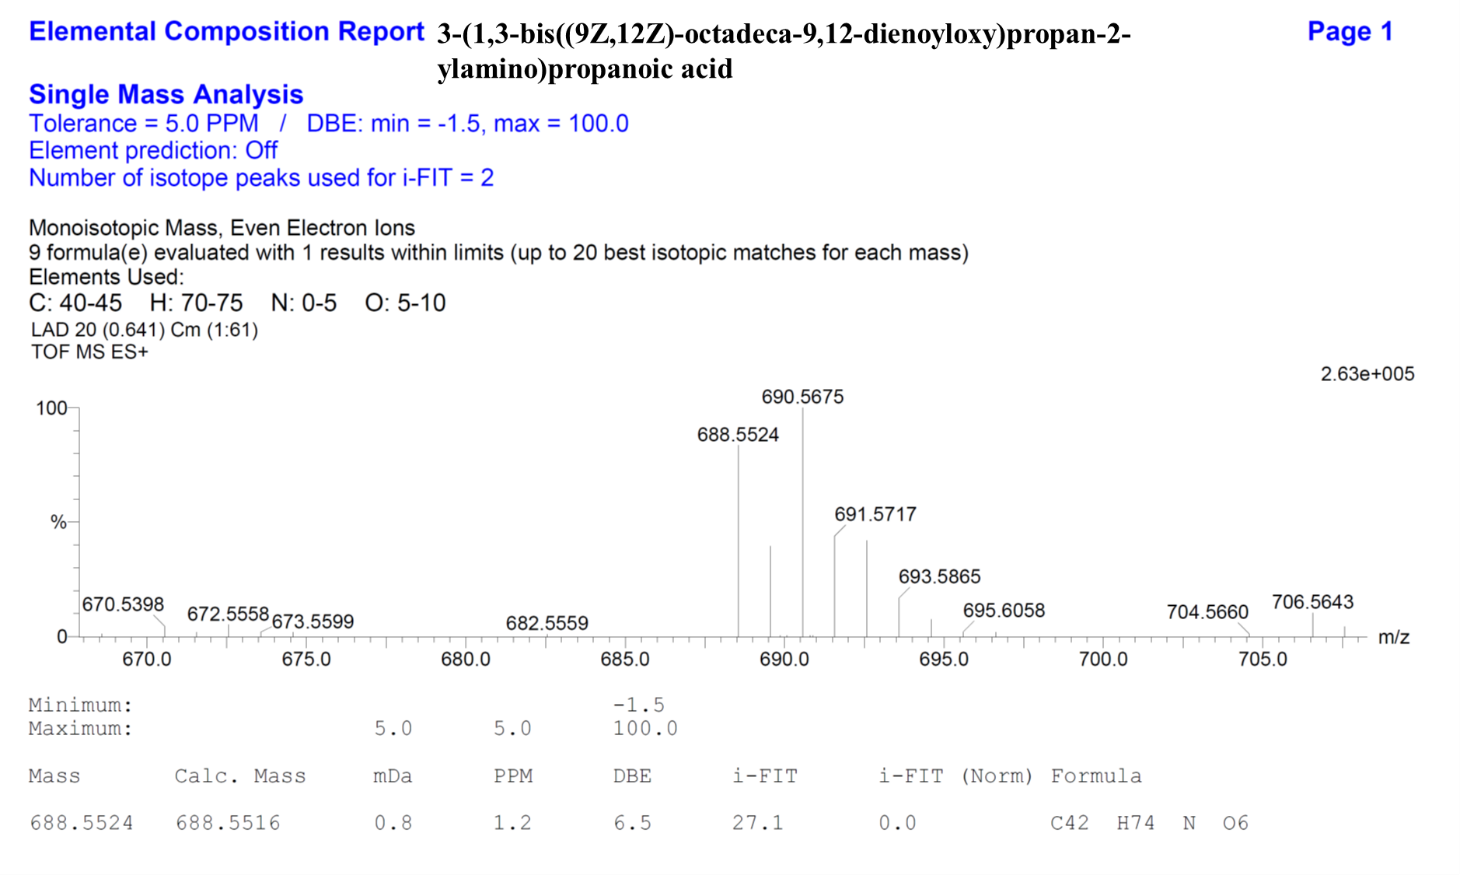 Elemental Composition Report 3-(1,3-bis((9Z,12Z)-octadeca-9,12-dienoyloxy)propan-2- Page 1
ylamino)propanoic acid
Single Mass Analysis
Tolerance = 5.0 PPM / DBE: min = -1.5, max = 100.0
Element prediction: Off
Number of isotope peaks used for i-FIT = 2
Monoisotopic Mass, Even Electron Ions
9 formula(e) evaluated with 1 results within limits (up to 20 best isotopic matches for each mass)
Elements Used:
C: 40-45 H: 70-75 N: 0-5 O: 5-10
LAD 20 (0.641) Cm (1:61)
TOF MS ES+
2.63e+005
690.5675
100
688.5524
691.5717
%
693.5865
670.5398 672.5558 673.5599 682.5559 695.6058 704.5660 706.5643
0 m/z
670.0 675.0 680.0 685.0 690.0 695.0 700.0 705.0
Minimum: -1.5
Maximum: 5.0 5.0 100.0
Mass Calc. Mass mDa PPM DBE i-FIT i-FIT (Norm) Formula
688.5524 688.5516 0.8 1.2 6.5 27.1 0.0 C42 H74 N O6